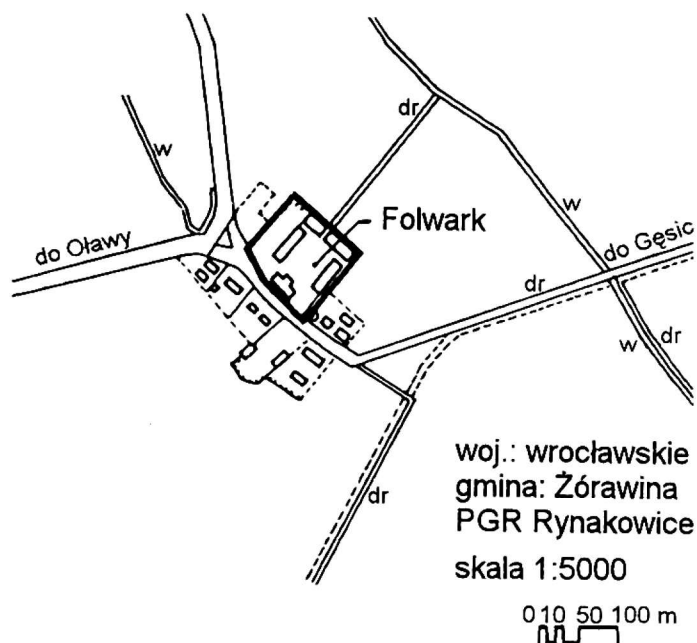 dr
w
Folwark
w
do Oławy
do Gęsic
dr
w
dr
dr
woj.: wrocławskie
gmina: Żórawina
PGR Rynakowice
skala 1:5000
0 10 50 100 m